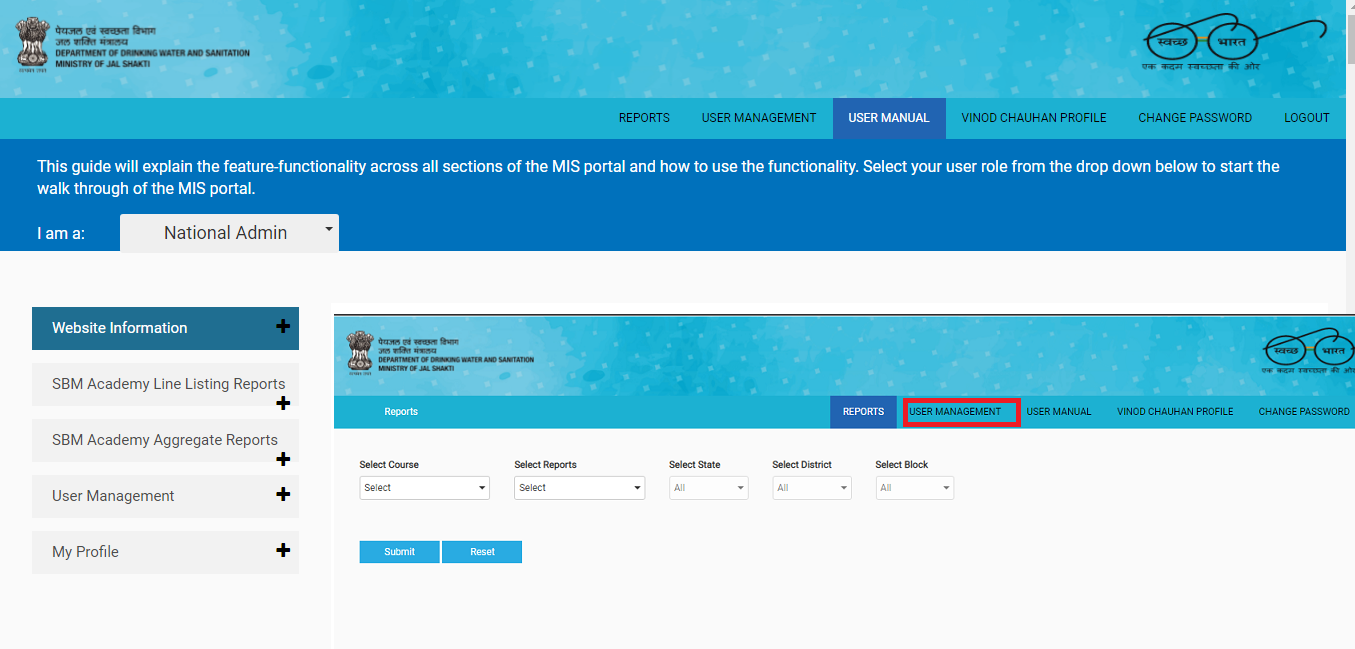 पेयजल एवं स्वच्छता विभाग
जल शक्ति मंत्रालय
DEPARTMENT OF DRINKING WATER AND SANITATION
MINISTRY OF JAL SHAKTI
स्वच्छ भारत
एक कदम स्वच्छता की ओर
REPORTS USER MANAGEMENT USER MANUAL VINOD CHAUHAN PROFILE CHANGE PASSWORD LOGOUT
This guide will explain the feature-functionality across all sections of the MIS portal and how to use the functionality. Select your user role from the drop down below to start the
walk through of the MIS portal.
I am a: National Admin
Website Information
SBM Academy Line Listing Reports
SBM Academy Aggregate Reports
User Management
My Profile
पेयजल एवं स्वच्छता विभाग
जल शक्ति मंत्रालय
DEPARTMENT OF DRINKING WATER AND SANITATION
MINISTRY OF JAL SHAKTI
स्वच्छ भारत
एक कदम स्वच्छता की ओर
Reports REPORTS USER MANAGEMENT USER MANUAL VINOD CHAUHAN PROFILE CHANGE PASSWORD
Select Course Select Reports Select State Select District Select Block
Select Select All All All
Submit Reset